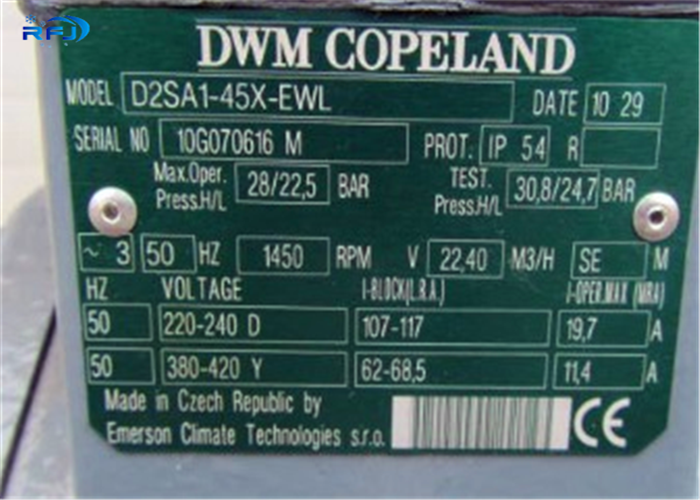 RFJ
DWM COPELAND
MODEL D2SA1-45X-EWL DATE 10 29
SERIAL NO 10G070616 M PROT. IP 54 R
Max.Oper. Press.H/L 28/22,5 BAR TEST. Press.H/L 30,8/24,7 BAR
~ 3 50 HZ 1450 RPM V 22,40 M3/H SE M
HZ VOLTAGE I-BLOCK(L.R.A.) I-OPER.MAX (MRA)
50 220-240 D 107-117 19,7 A
50 380-420 Y 62-68,5 11,4 A
Made in Czech Republic by
Emerson Climate Technologies s.r.o.
CE